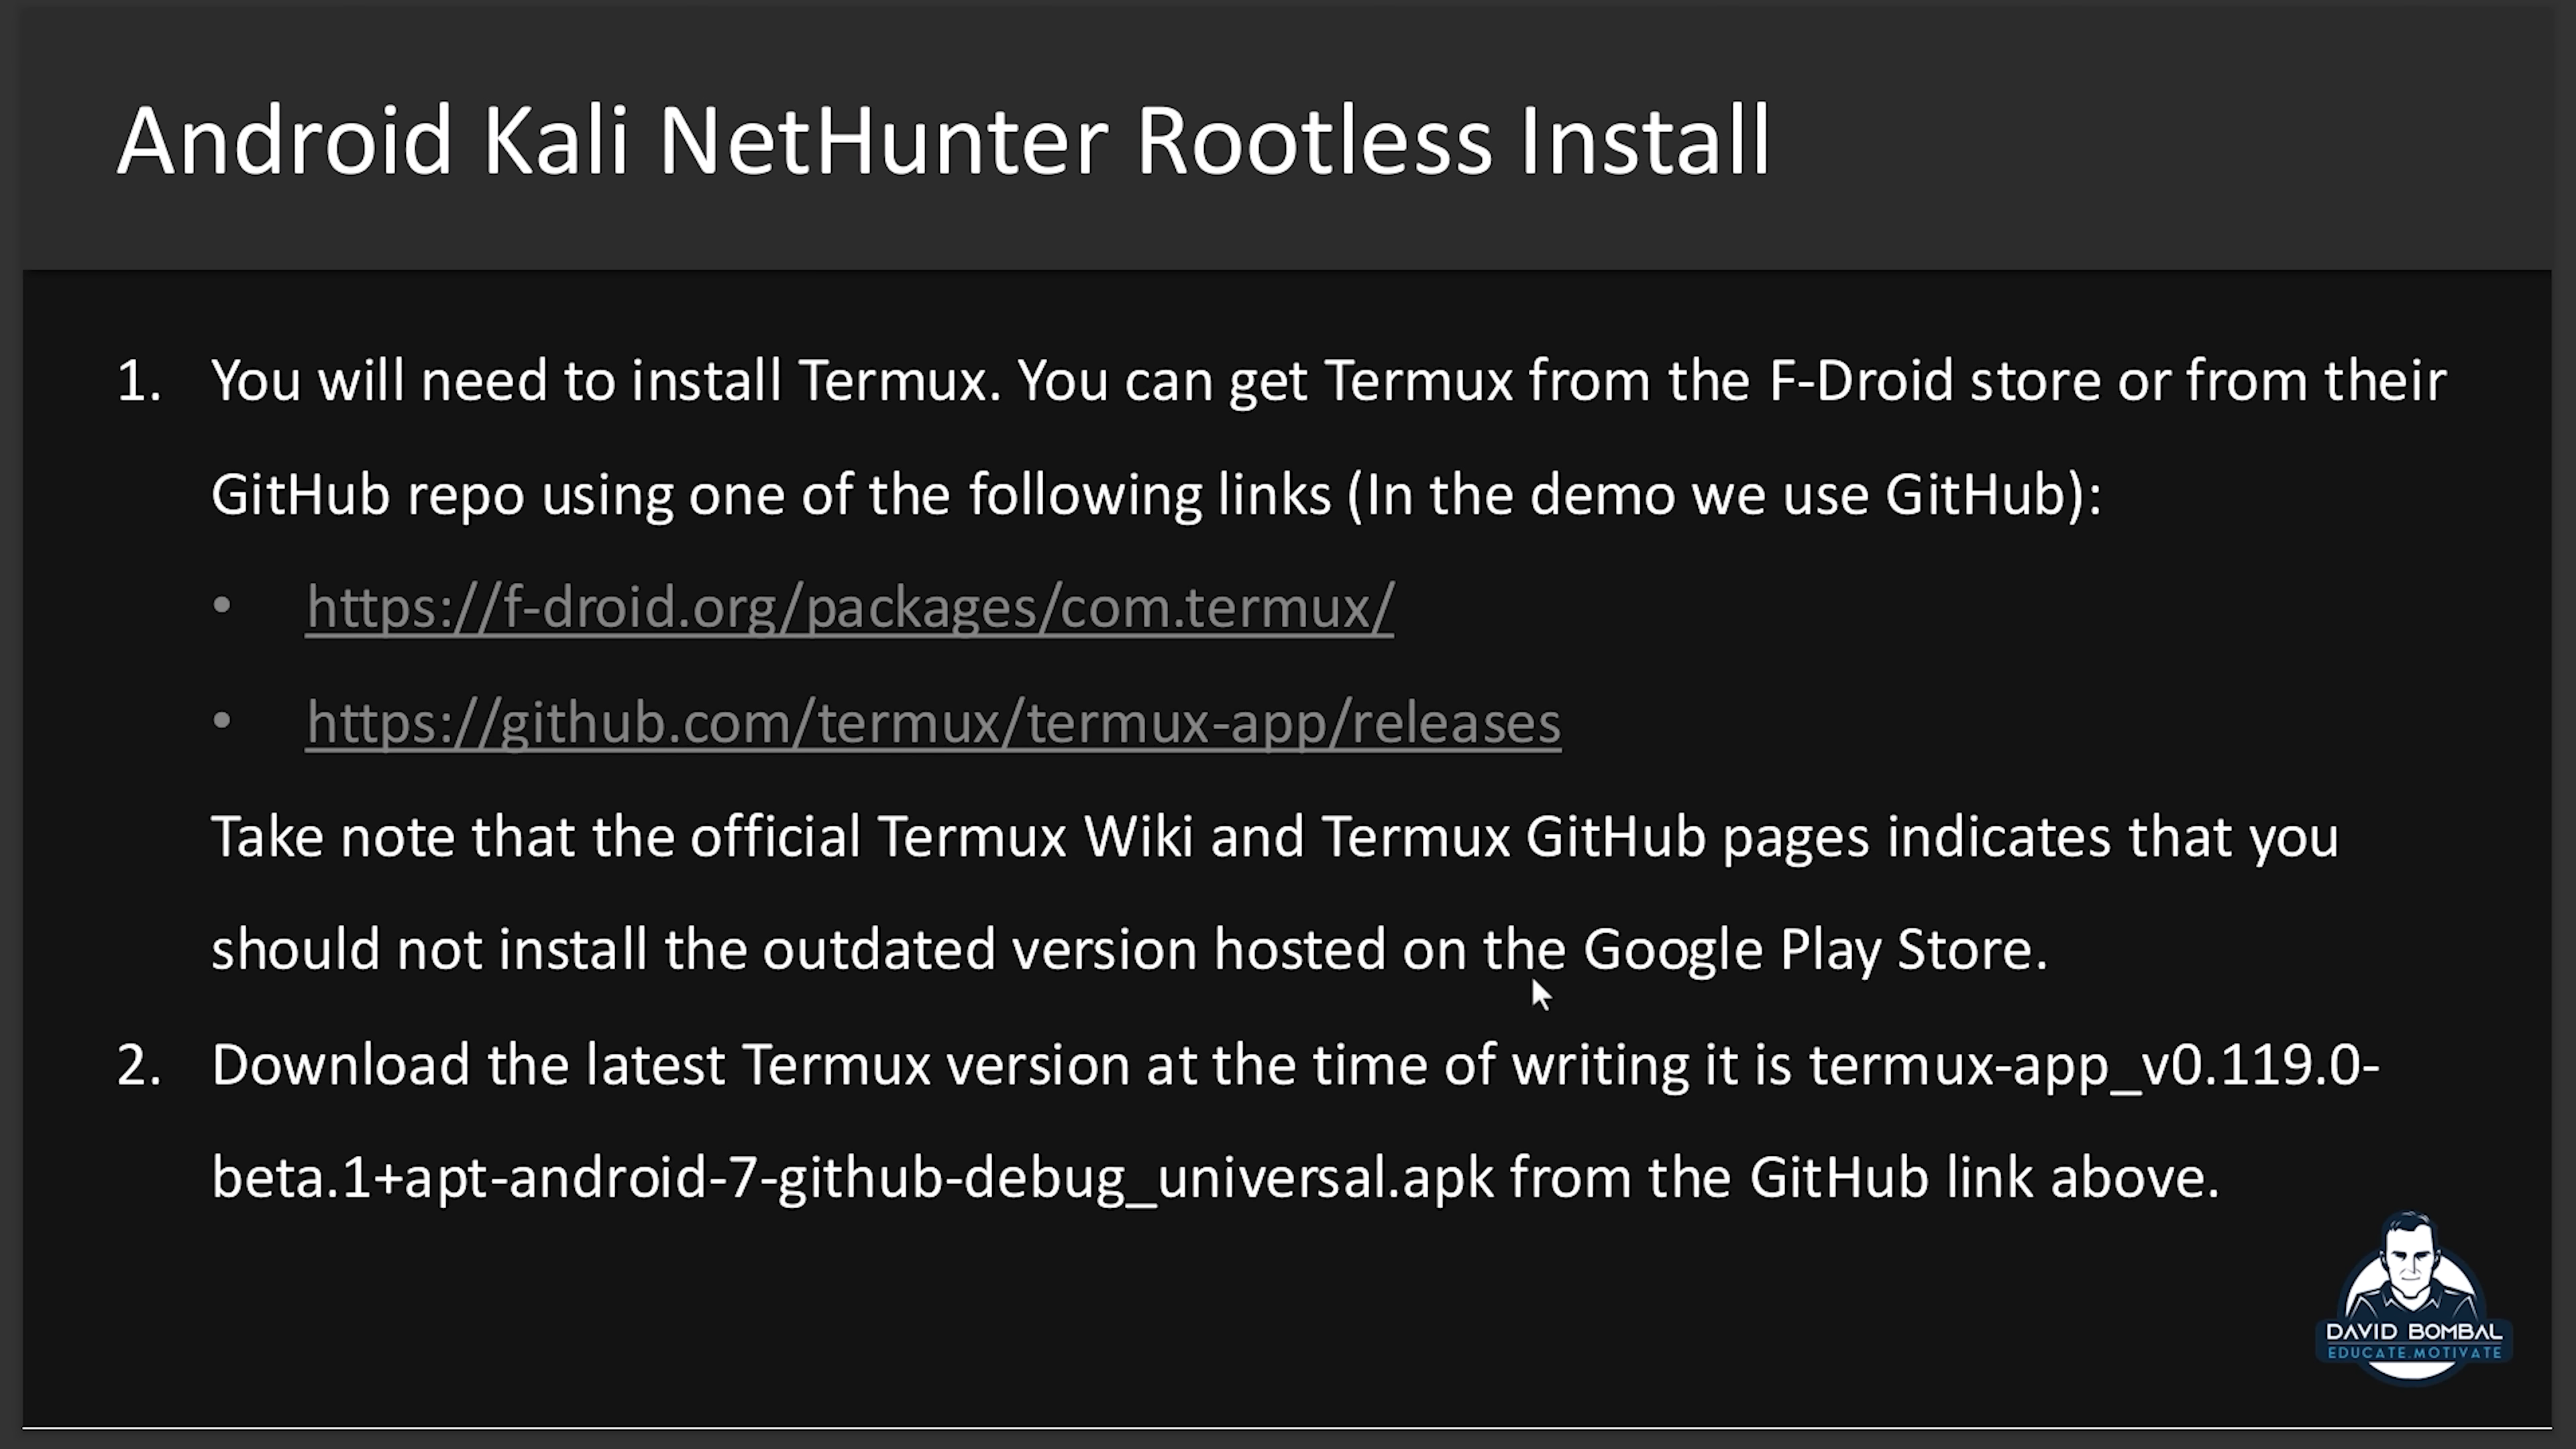 Android Kali NetHunter Rootless Install
1. You will need to install Termux. You can get Termux from the F-Droid store or from their
GitHub repo using one of the following links (In the demo we use GitHub):
• https://f-droid.org/packages/com.termux/
• https://github.com/termux/termux-app/releases
Take note that the official Termux Wiki and Termux GitHub pages indicates that you
should not install the outdated version hosted on the Google Play Store.
2. Download the latest Termux version at the time of writing it is termux-app_v0.119.0-
beta.1+apt-android-7-github-debug_universal.apk from the GitHub link above.
DAVID BOMBAL
EDUCATE.MOTIVATE